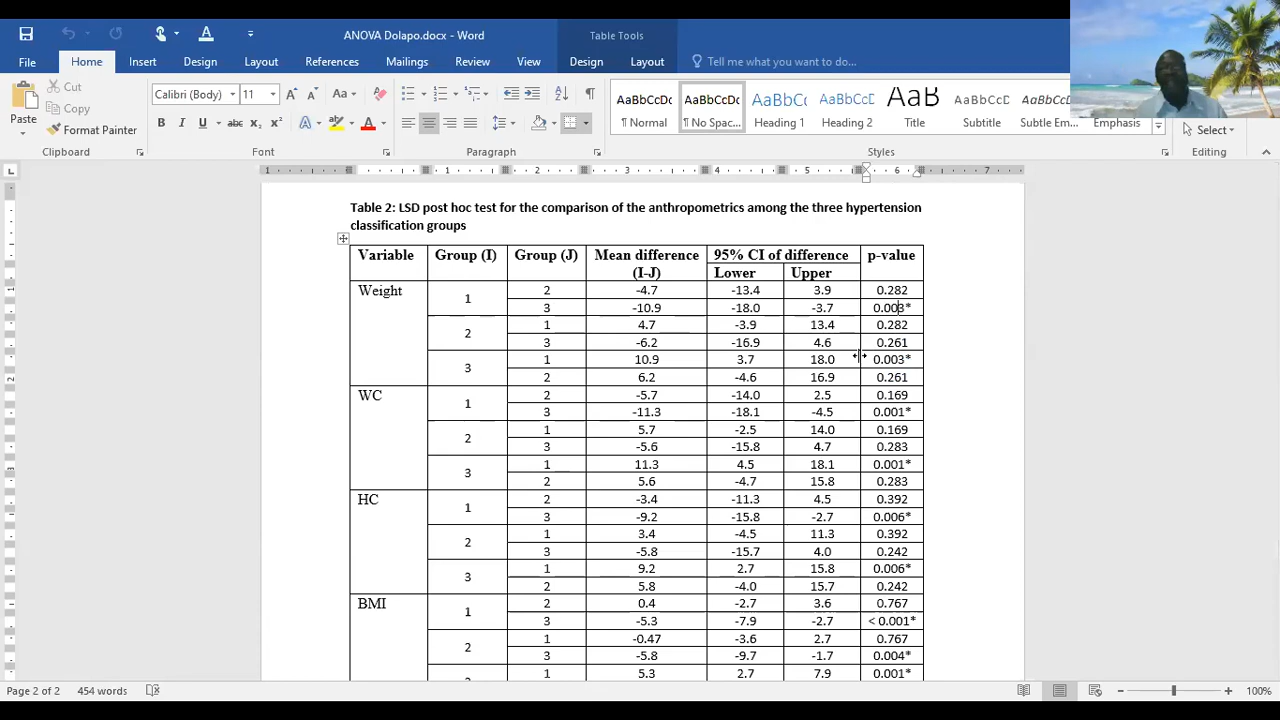 ANOVA Dolapo.docx - Word
Table Tools
File Home Insert Design Layout References Mailings Review View Design Layout Tell me what you want to do...
Paste
Cut
Copy
Format Painter
Calibri (Body) 11
Aa
B I U abc x₂ x²
A
AaBbCcDc AaBbCcDc AaBbCc AaBbCcD AaB AaBbCcD AaBbCcDc
¶ Normal ¶ No Spac... Heading 1 Heading 2 Title Subtitle Subtle Em... Emphasis
Select
Clipboard Font Paragraph Styles Editing
1 1 2 3 4 5 6 7
Table 2: LSD post hoc test for the comparison of the anthropometrics among the three hypertension
classification groups
Variable Group (I) Group (J) Mean difference (I-J) 95% CI of difference p-value
Lower Upper
Weight 1 2 -4.7 -13.4 3.9 0.282
3 -10.9 -18.0 -3.7 0.003*
2 1 4.7 -3.9 13.4 0.282
3 -6.2 -16.9 4.6 0.261
3 1 10.9 3.7 18.0 0.003*
2 6.2 -4.6 16.9 0.261
WC 1 2 -5.7 -14.0 2.5 0.169
3 -11.3 -18.1 -4.5 0.001*
2 1 5.7 -2.5 14.0 0.169
3 -5.6 -15.8 4.7 0.283
3 1 11.3 4.5 18.1 0.001*
2 5.6 -4.7 15.8 0.283
HC 1 2 -3.4 -11.3 4.5 0.392
3 -9.2 -15.8 -2.7 0.006*
2 1 3.4 -4.5 11.3 0.392
3 -5.8 -15.7 4.0 0.242
3 1 9.2 2.7 15.8 0.006*
2 5.8 -4.0 15.7 0.242
BMI 1 2 0.4 -2.7 3.6 0.767
3 -5.3 -7.9 -2.7 < 0.001*
2 1 -0.47 -3.6 2.7 0.767
3 -5.8 -9.7 -1.7 0.004*
1 5.3 2.7 7.9 0.001*
Page 2 of 2 454 words 100%